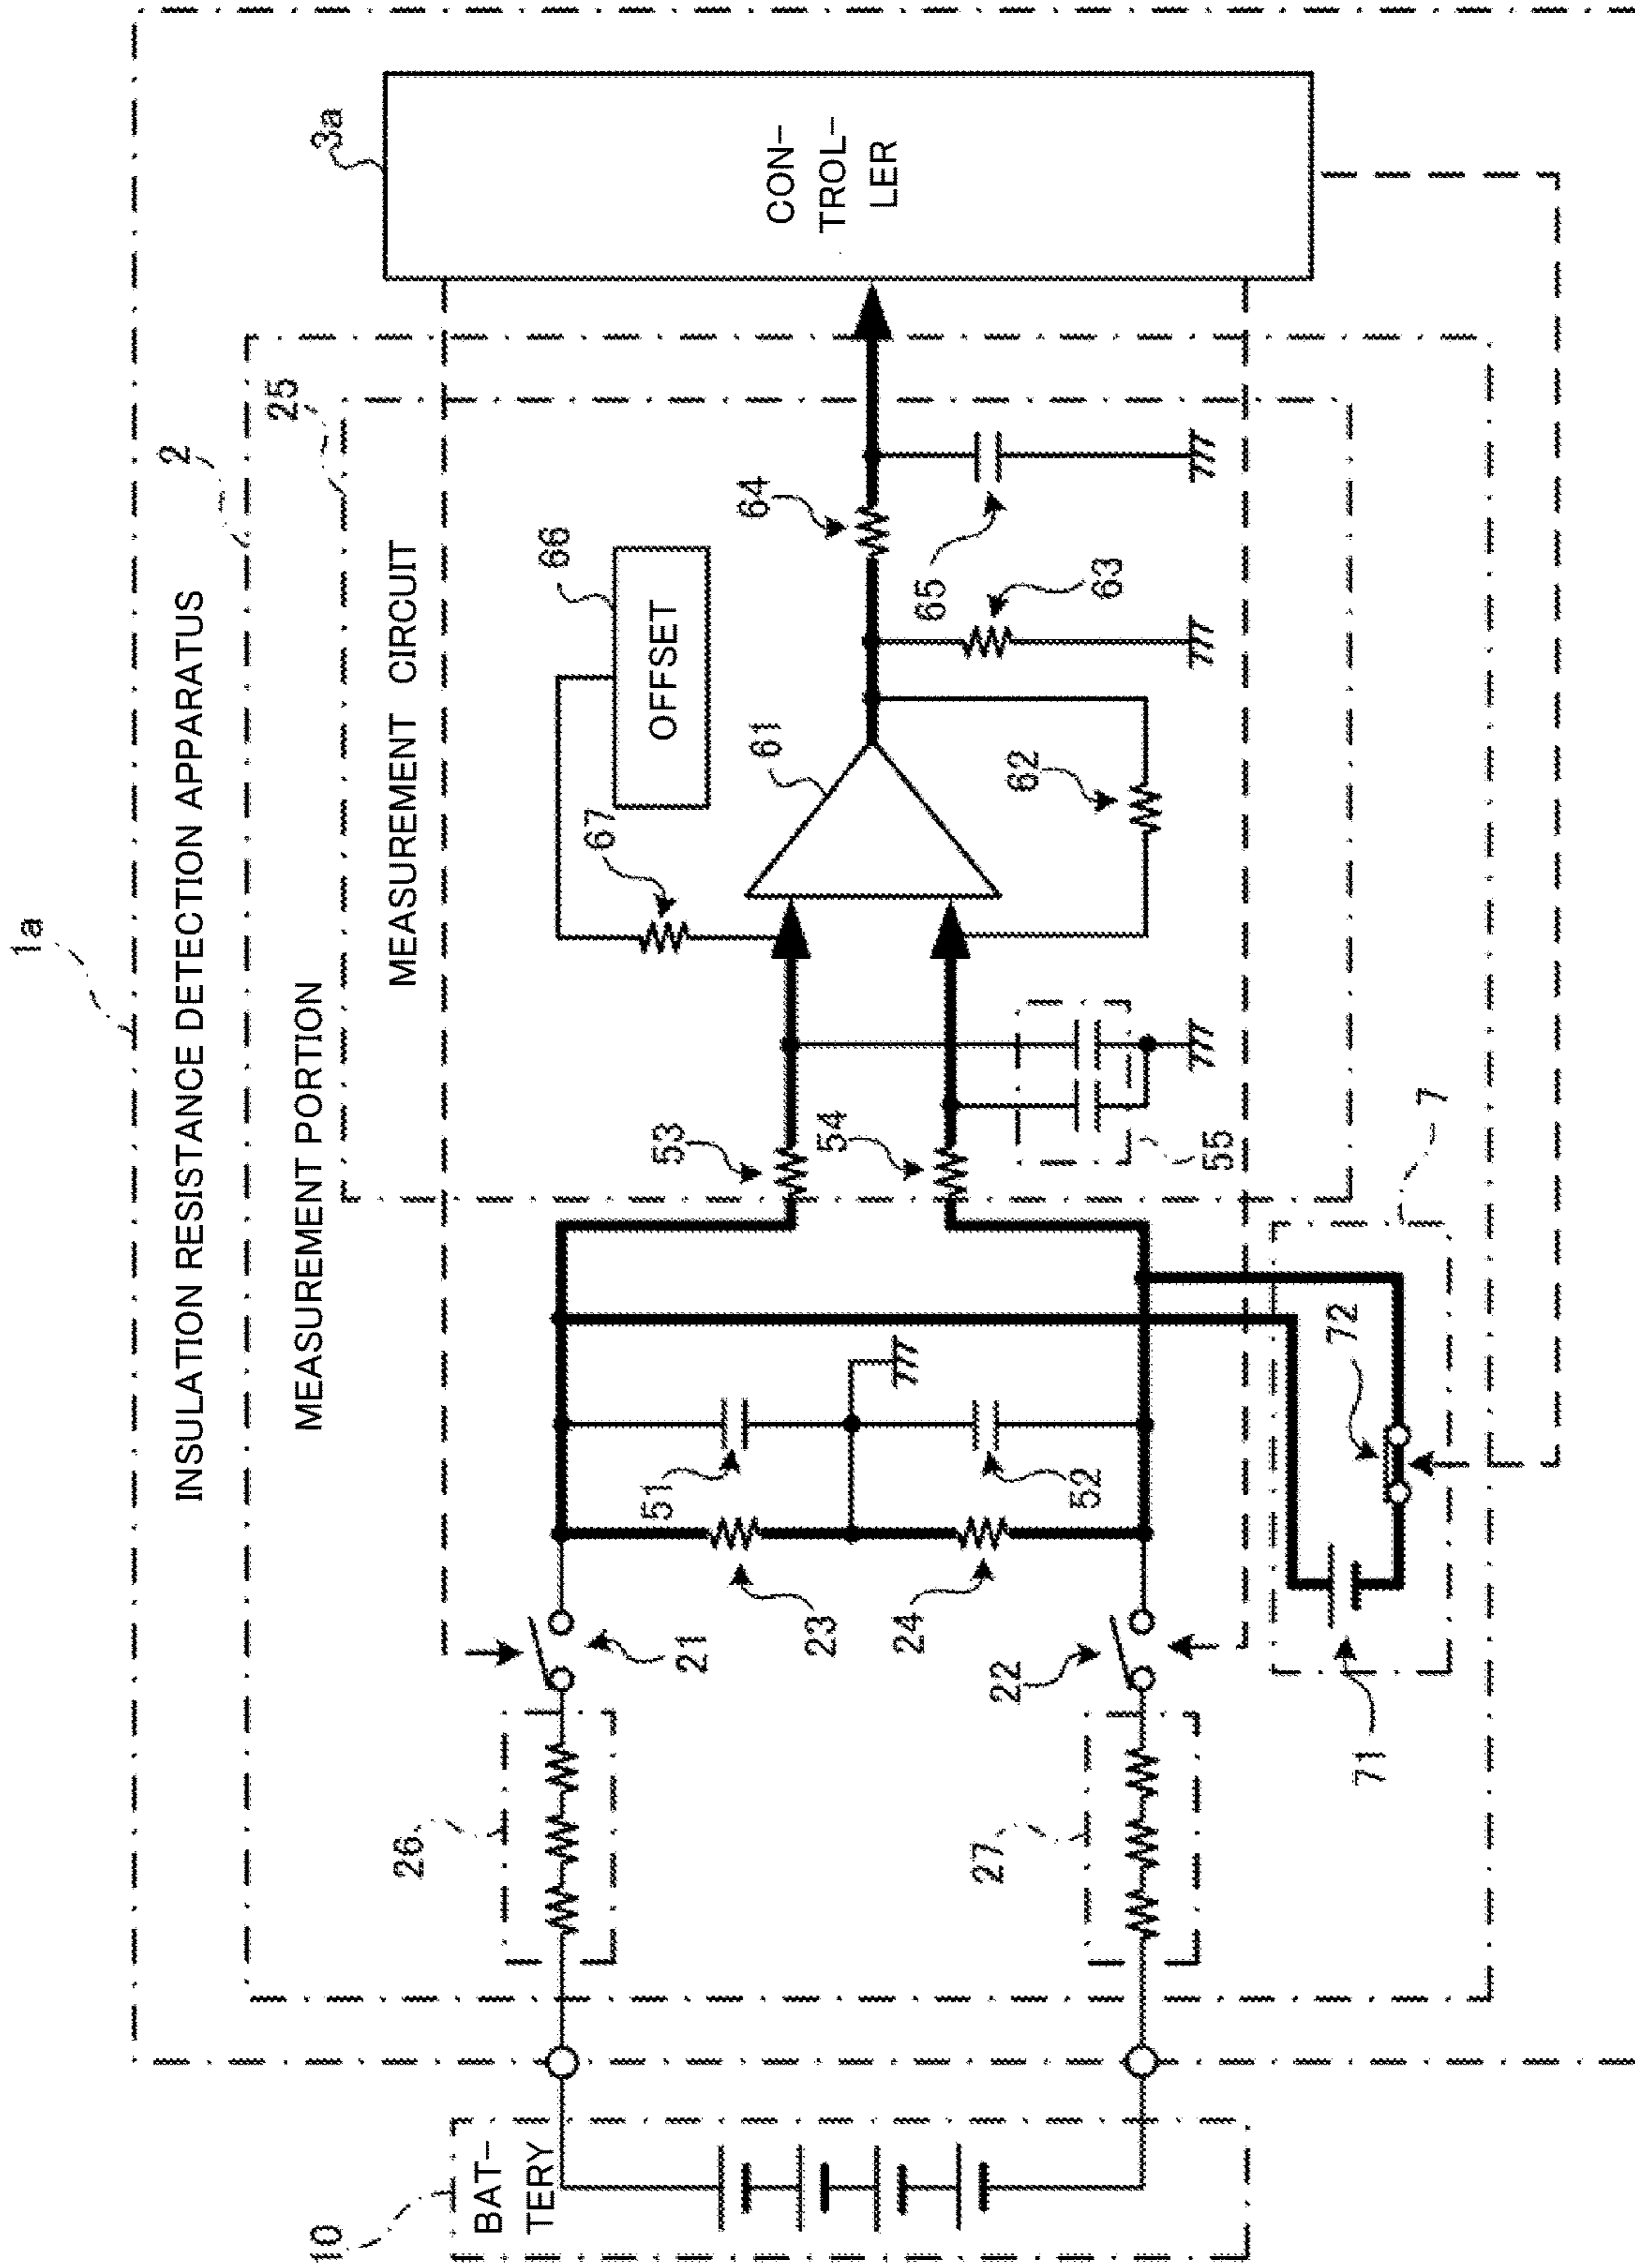 1a
INSULATION RESISTANCE DETECTION APPARATUS
2
MEASUREMENT PORTION
25
MEASUREMENT CIRCUIT
3a
CON-
TROL-
LER
66
OFFSET
67
61
64
65
63
62
53
54
55
7
72
71
51
52
23
24
21
22
26
27
10
BAT-
TERY